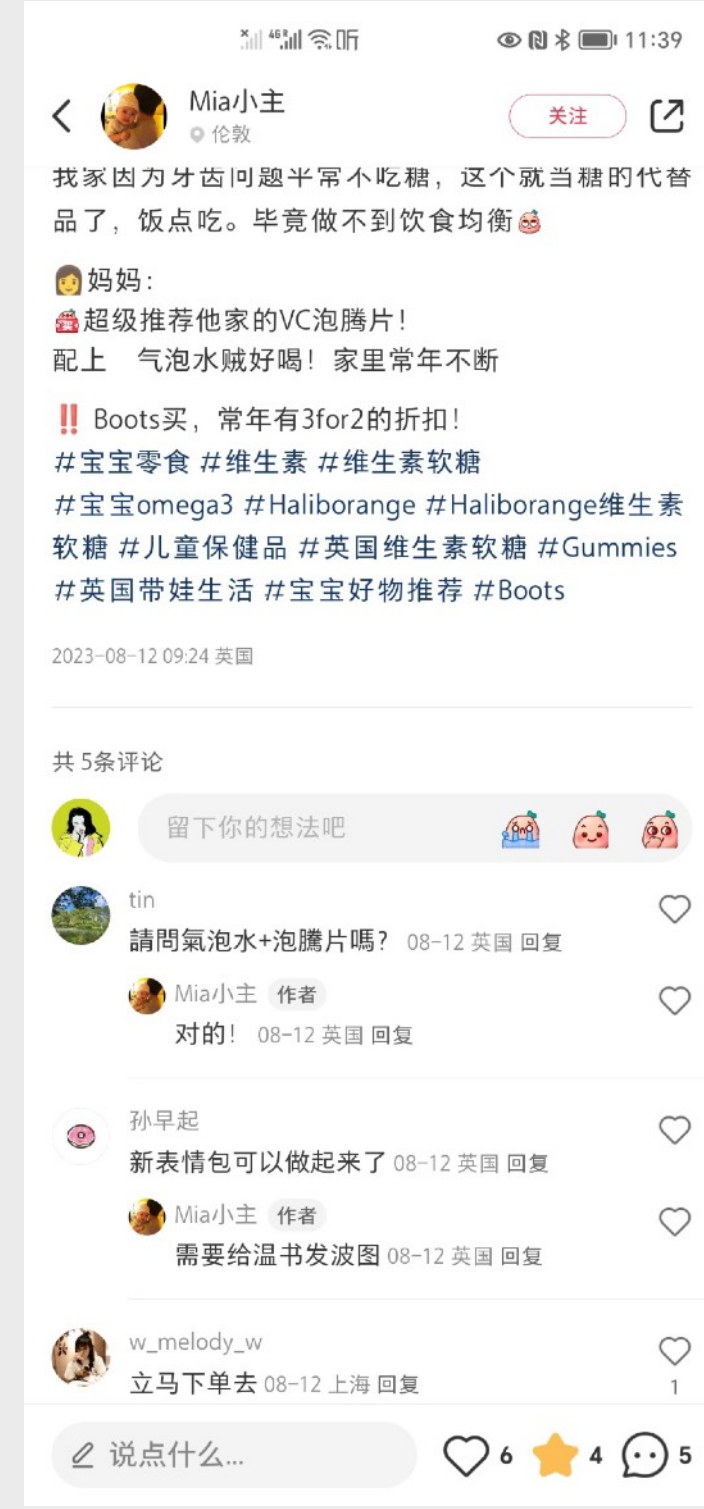 11:39
Mia小主
伦敦
关注
我家因为牙齿问题平常不吃糖，这个就当糖的代替
品了，饭点吃。毕竟做不到饮食均衡
妈妈：
超级推荐他家的VC泡腾片！
配上 气泡水贼好喝！家里常年不断
‼️ Boots买，常年有3for2的折扣！
#宝宝零食 #维生素 #维生素软糖
#宝宝omega3 #Haliborange #Haliborange维生素
软糖 #儿童保健品 #英国维生素软糖 #Gummies
#英国带娃生活 #宝宝好物推荐 #Boots
2023-08-12 09:24 英国
共 5条评论
留下你的想法吧
tin
請問氣泡水+泡騰片嗎？ 08-12 英国 回复
Mia小主 作者
对的！ 08-12 英国 回复
孙早起
新表情包可以做起来了 08-12 英国 回复
Mia小主 作者
需要给温书发波图 08-12 英国 回复
w_melody_w
立马下单去 08-12 上海 回复
1
说点什么...
6
4
5